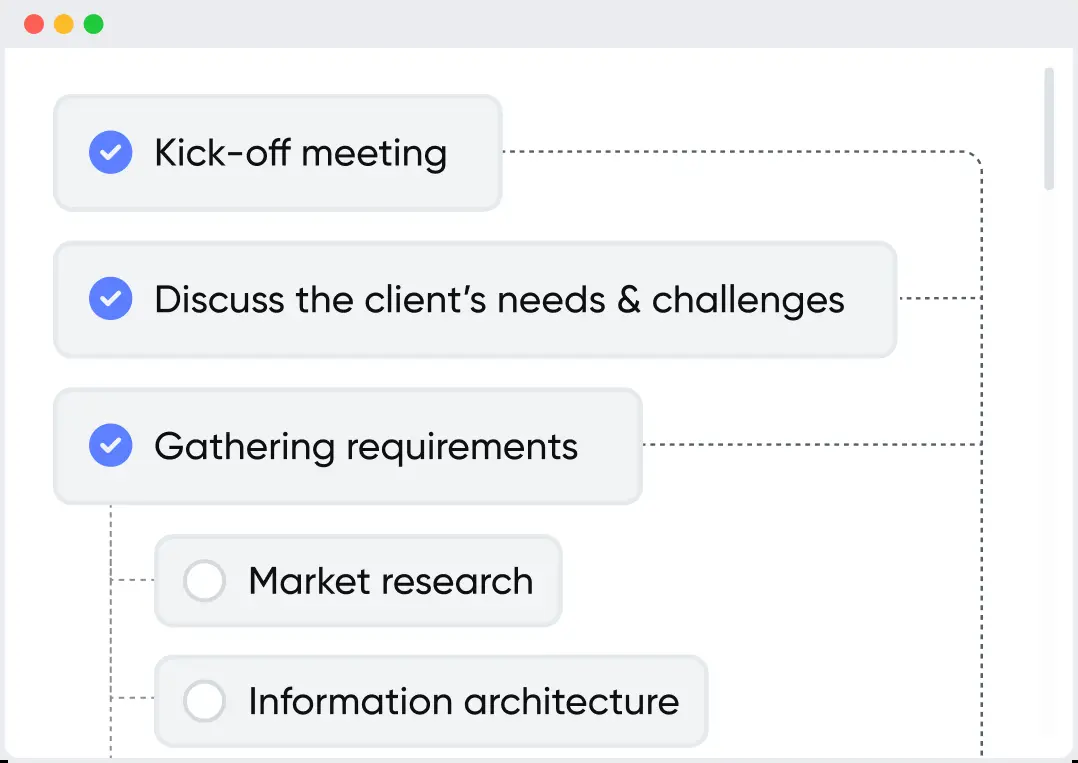 Kick-off meeting
Discuss the client’s needs & challenges
Gathering requirements
Market research
Information architecture